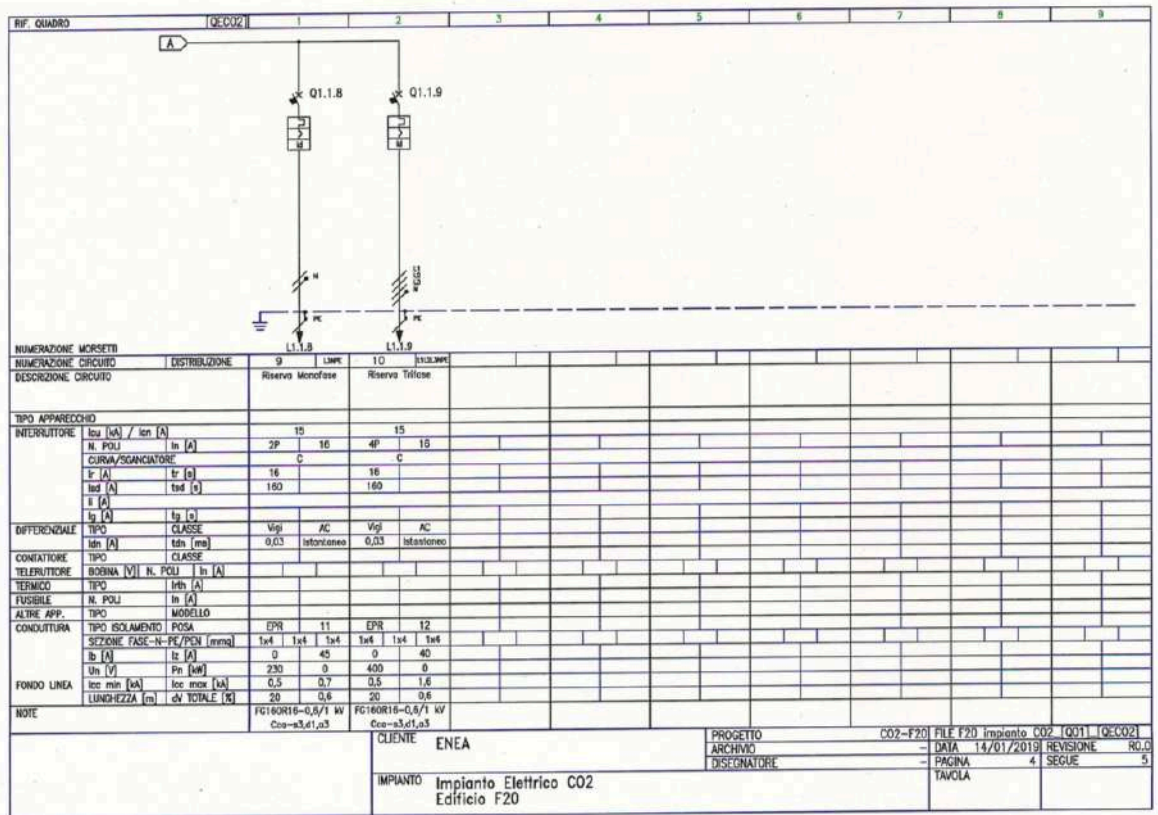 RIF. QUADRO [QEC02] 1 2 3 4 5 6 7 8 9
A
Q1.1.8 Q1.1.9
N
PE PE
L1.1.8 L1.1.9
NUMERAZIONE MORSETTI
NUMERAZIONE CIRCUITO DISTRIBUZIONE 9 L3NPE 10 L1L2L3NPE
DESCRIZIONE CIRCUITO Riserva Monofase Riserva Trifase
TIPO APPARECCHIO
INTERRUTTORE Icu [kA] / Icn [A] 15 15
N. POLI In [A] 2P 16 4P 16
CURVA/SGANCIATORE C C
Ir [A] tr [s] 16 16
Isd [A] tsd [s] 160 160
Ii [A]
Ig [A] tg [s]
DIFFERENZIALE TIPO CLASSE Vigi AC Vigi AC
Idn [A] tdn [ms] 0,03 Istantaneo 0,03 Istantaneo
CONTATTORE TIPO CLASSE
TELERUTTORE BOBINA [V] N. POLI In [A]
TERMICO TIPO Irth [A]
FUSIBILE N. POLI In [A]
ALTRE APP. TIPO MODELLO
CONDUTTURA TIPO ISOLAMENTO POSA EPR 11 EPR 12
SEZIONE FASE-N-PE/PEN [mmq] 1x4 1x4 1x4 1x4 1x4 1x4
Ib [A] Iz [A] 0 45 0 40
Un [V] Pn [kW] 230 0 400 0
FONDO LINEA Icc min [kA] Icc max [kA] 0,5 0,7 0,5 1,6
LUNGHEZZA [m] dV TOTALE [%] 20 0,6 20 0,6
NOTE FG16OR16-0,6/1 kV FG16OR16-0,6/1 kV
Cca-s3,d1,a3 Cca-s3,d1,a3
CLIENTE ENEA
PROGETTO C02-F20 FILE F20 impianto C02_[Q01]_[QEC02]
ARCHIVIO - DATA 14/01/2019 REVISIONE R0.0
DISEGNATORE - PAGINA 4 SEGUE 5
IMPIANTO Impianto Elettrico CO2
Edificio F20
TAVOLA